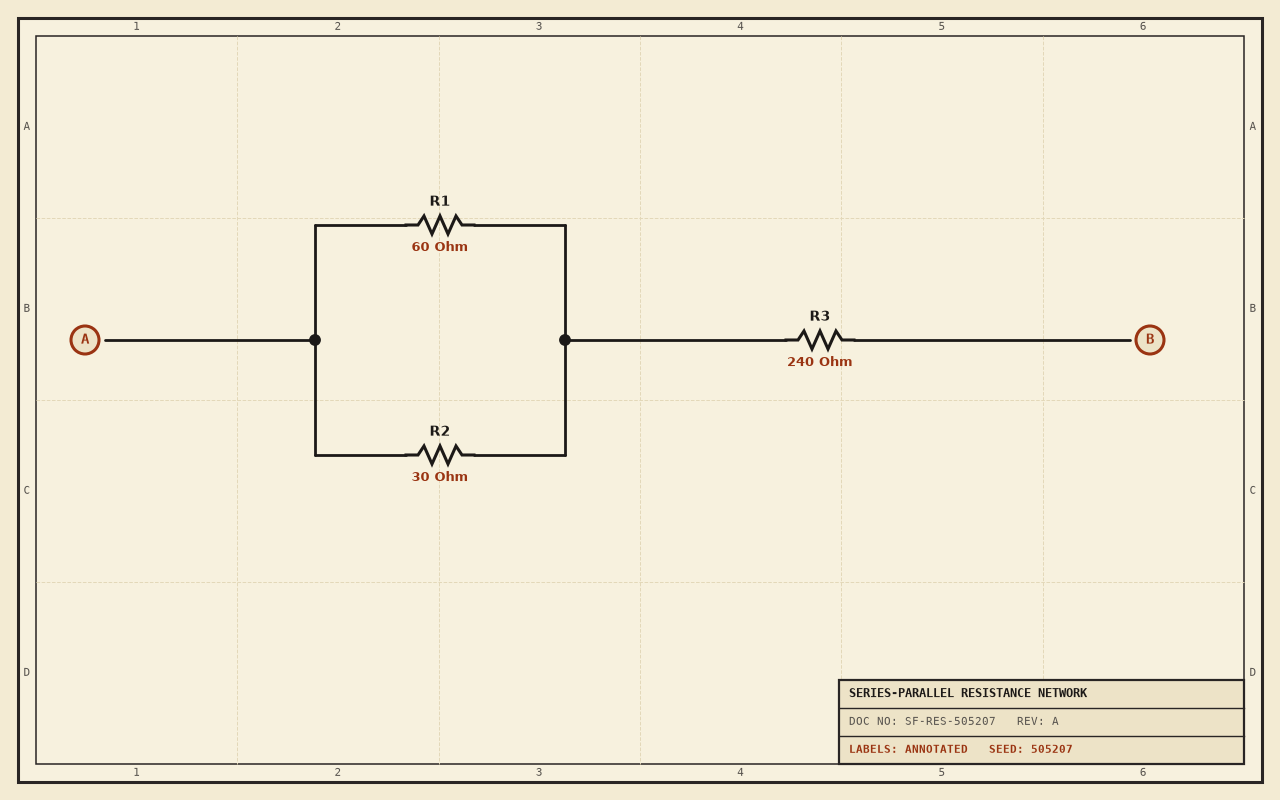 1 2 3 4 5 6
A A
R1
60 Ohm
B B
R3
A B
240 Ohm
R2
30 Ohm
C C
D D
SERIES-PARALLEL RESISTANCE NETWORK
DOC NO: SF-RES-505207 REV: A
LABELS: ANNOTATED SEED: 505207
1 2 3 4 5 6